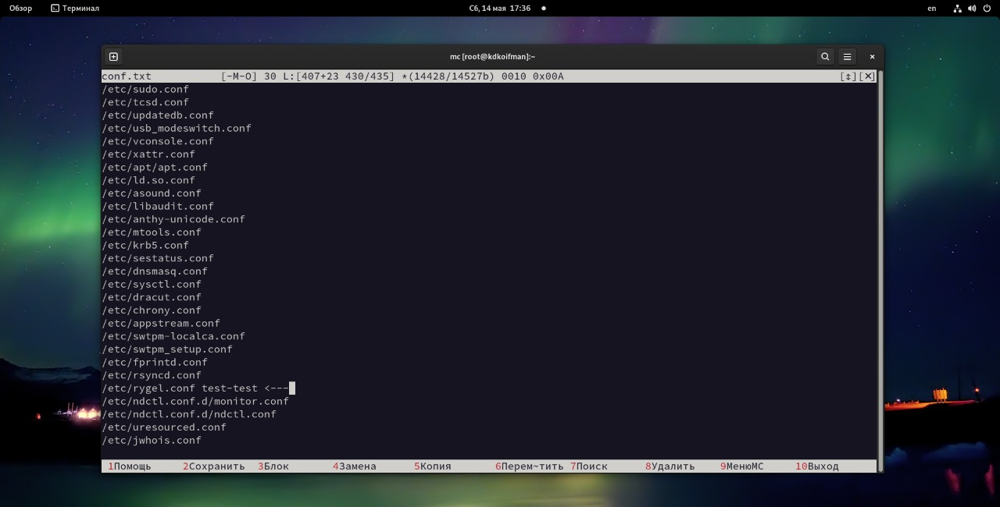 Обзор Терминал Сб, 14 мая 17:36 en
mc [root@kdkoifman]:~
conf.txt [-M-O] 30 L:[407+23 430/435] *(14428/14527b) 0010 0x00A [↕][X]
/etc/sudo.conf
/etc/tcsd.conf
/etc/updatedb.conf
/etc/usb_modeswitch.conf
/etc/vconsole.conf
/etc/xattr.conf
/etc/apt/apt.conf
/etc/ld.so.conf
/etc/asound.conf
/etc/libaudit.conf
/etc/anthy-unicode.conf
/etc/mtools.conf
/etc/krb5.conf
/etc/sestatus.conf
/etc/dnsmasq.conf
/etc/sysctl.conf
/etc/dracut.conf
/etc/chrony.conf
/etc/appstream.conf
/etc/swtpm-localca.conf
/etc/swtpm_setup.conf
/etc/fprintd.conf
/etc/rsyncd.conf
/etc/rygel.conf test-test <---
/etc/ndctl.conf.d/monitor.conf
/etc/ndctl.conf.d/ndctl.conf
/etc/uresourced.conf
/etc/jwhois.conf
1Помощь 2Сохранить 3Блок 4Замена 5Копия 6Перем~тить 7Поиск 8Удалить 9МенюMC 10Выход